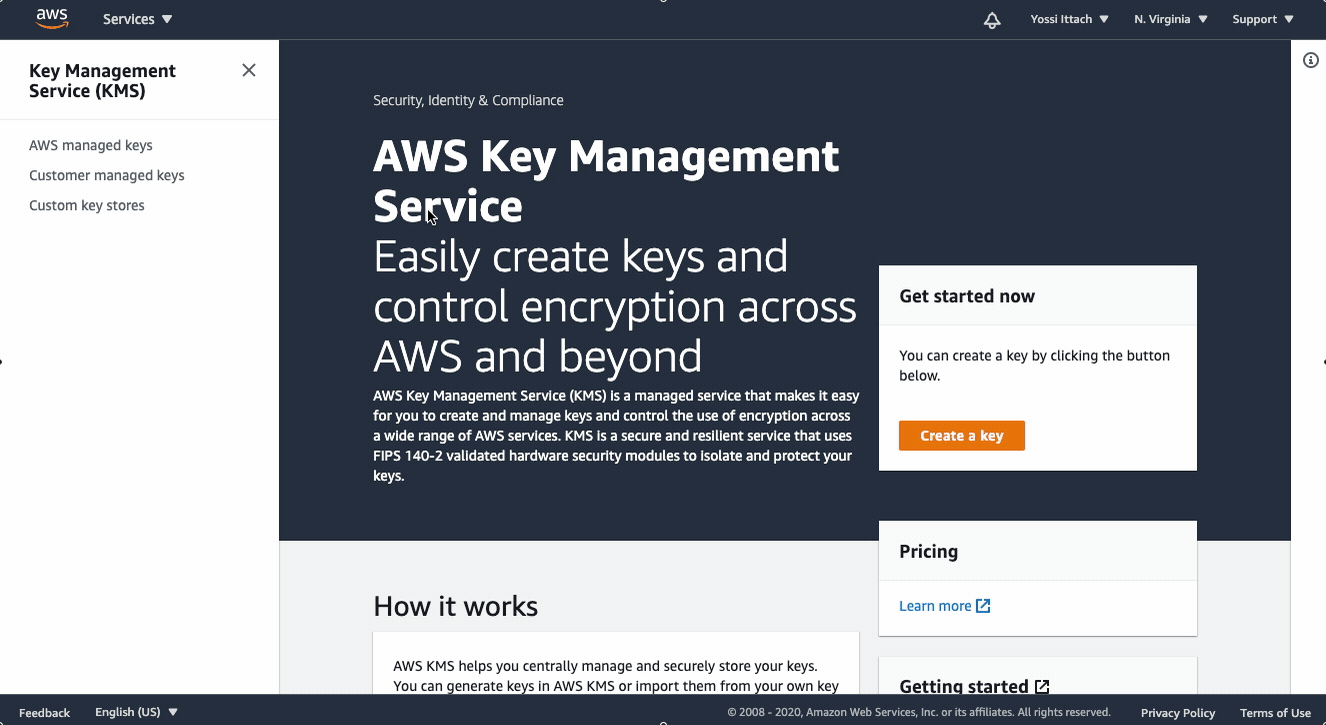 aws
Services
Yossi Ittach
N. Virginia
Support
Key Management
Service (KMS)
AWS managed keys
Customer managed keys
Custom key stores
Security, Identity & Compliance
AWS Key Management
Service
Easily create keys and
control encryption across
AWS and beyond
AWS Key Management Service (KMS) is a managed service that makes it easy
for you to create and manage keys and control the use of encryption across
a wide range of AWS services. KMS is a secure and resilient service that uses
FIPS 140-2 validated hardware security modules to isolate and protect your
keys.
Get started now
You can create a key by clicking the button
below.
Create a key
Pricing
Learn more
How it works
AWS KMS helps you centrally manage and securely store your keys.
You can generate keys in AWS KMS or import them from your own key
Getting started
Feedback
English (US)
© 2008 - 2020, Amazon Web Services, Inc. or its affiliates. All rights reserved.
Privacy Policy
Terms of Use